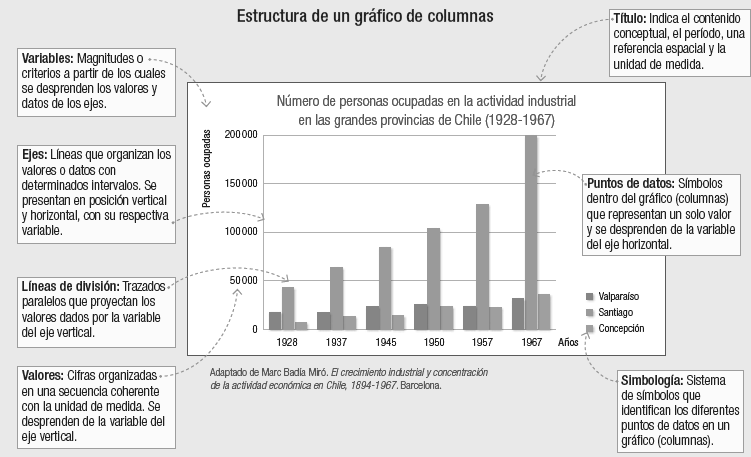 Estructura de un gráfico de columnas
Título: Indica el contenido
conceptual, el período, una
referencia espacial y la
unidad de medida.
Variables: Magnitudes o
criterios a partir de los cuales
se desprenden los valores y
datos de los ejes.
Ejes: Líneas que organizan los
valores o datos con
determinados intervalos. Se
presentan en posición vertical
y horizontal, con su respectiva
variable.
Líneas de división: Trazados
paralelos que proyectan los
valores dados por la variable
del eje vertical.
Valores: Cifras organizadas
en una secuencia coherente
con la unidad de medida. Se
desprenden de la variable del
eje vertical.
Número de personas ocupadas en la actividad industrial
en las grandes provincias de Chile (1928-1967)
Personas ocupadas
200 000
150 000
100 000
50 000
0
1928 1937 1945 1950 1957 1967 Años
Valparaíso
Santiago
Concepción
Adaptado de Marc Badía Miró. El crecimiento industrial y concentración
de la actividad económica en Chile, 1894-1967. Barcelona.
Puntos de datos: Símbolos
dentro del gráfico (columnas)
que representan un solo valor
y se desprenden de la variable
del eje horizontal.
Simbología: Sistema
de símbolos que
identifican los diferentes
puntos de datos en un
gráfico (columnas).